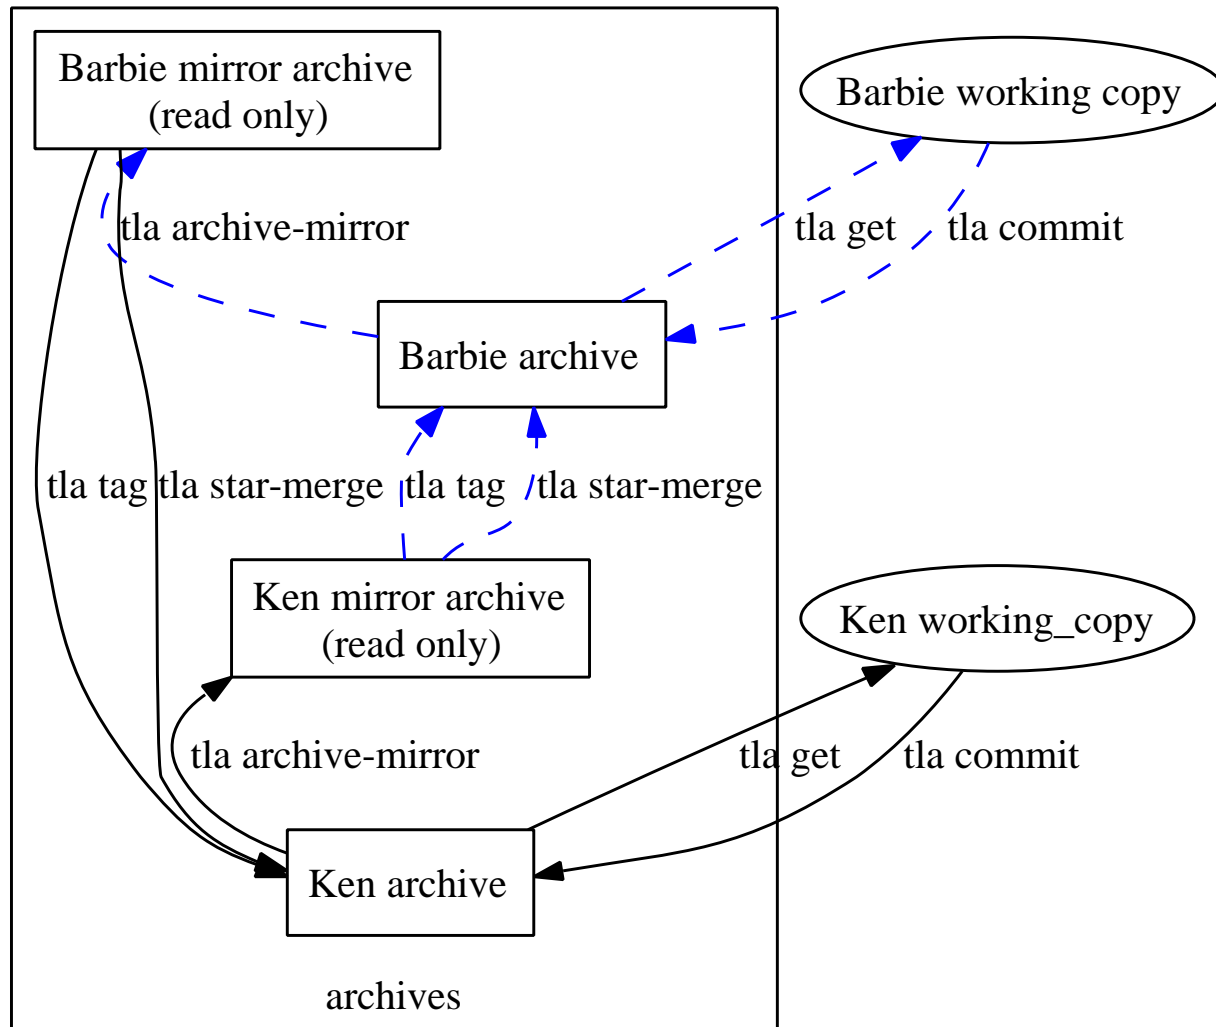 Barbie mirror archive
(read only)
Barbie working copy
tla archive-mirror
tla get
tla commit
Barbie archive
tla tag
tla star-merge
tla tag
tla star-merge
Ken mirror archive
(read only)
Ken working_copy
tla archive-mirror
tla get
tla commit
Ken archive
archives